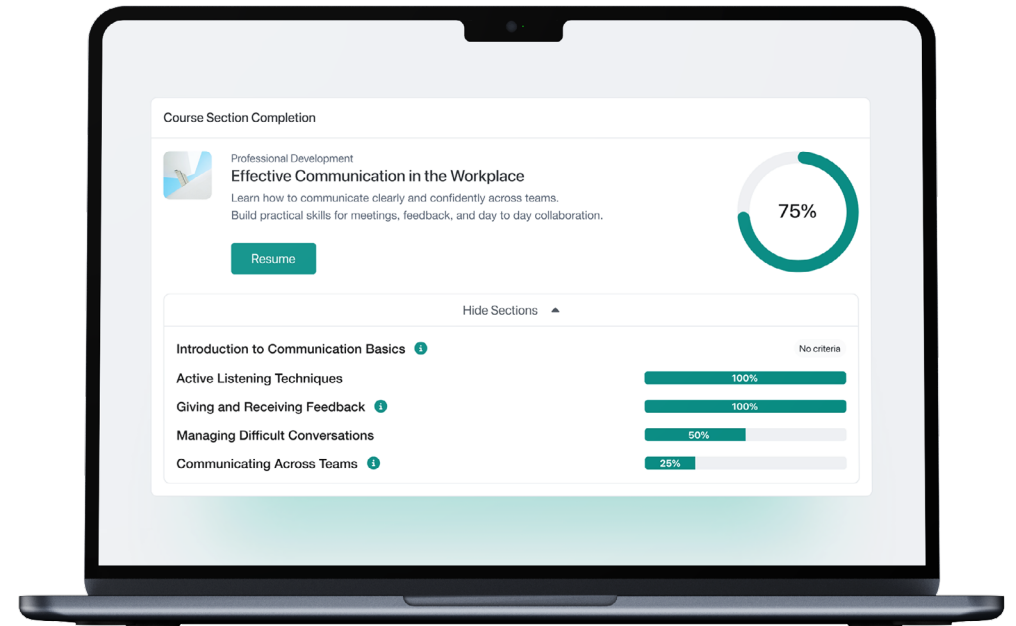 Course Section Completion
Professional Development
Effective Communication in the Workplace
Learn how to communicate clearly and confidently across teams.
Build practical skills for meetings, feedback, and day to day collaboration.
75%
Resume
Hide Sections
Introduction to Communication Basics
No criteria
Active Listening Techniques
100%
Giving and Receiving Feedback
100%
Managing Difficult Conversations
50%
Communicating Across Teams
25%